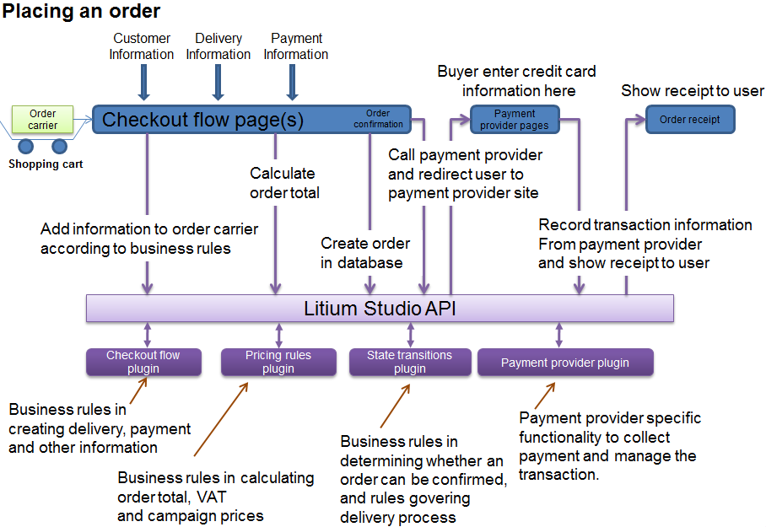 Placing an order
Customer
Information
Delivery
Information
Payment
Information
Buyer enter credit card
information here
Show receipt to user
Order
carrier
Shopping cart
Checkout flow page(s)
Order
confirmation
Payment
provider pages
Order receipt
Calculate
order total
Call payment provider
and redirect user to
payment provider site
Add information to order carrier
according to business rules
Create order
in database
Record transaction information
From payment provider
and show receipt to user
Litium Studio API
Checkout flow
plugin
Pricing rules
plugin
State transitions
plugin
Payment provider plugin
Business rules in
creating delivery, payment
and other information
Business rules in calculating
order total, VAT
and campaign prices
Business rules in
determining whether an
order can be confirmed,
and rules govering
delivery process
Payment provider specific
functionality to collect
payment and manage the
transaction.